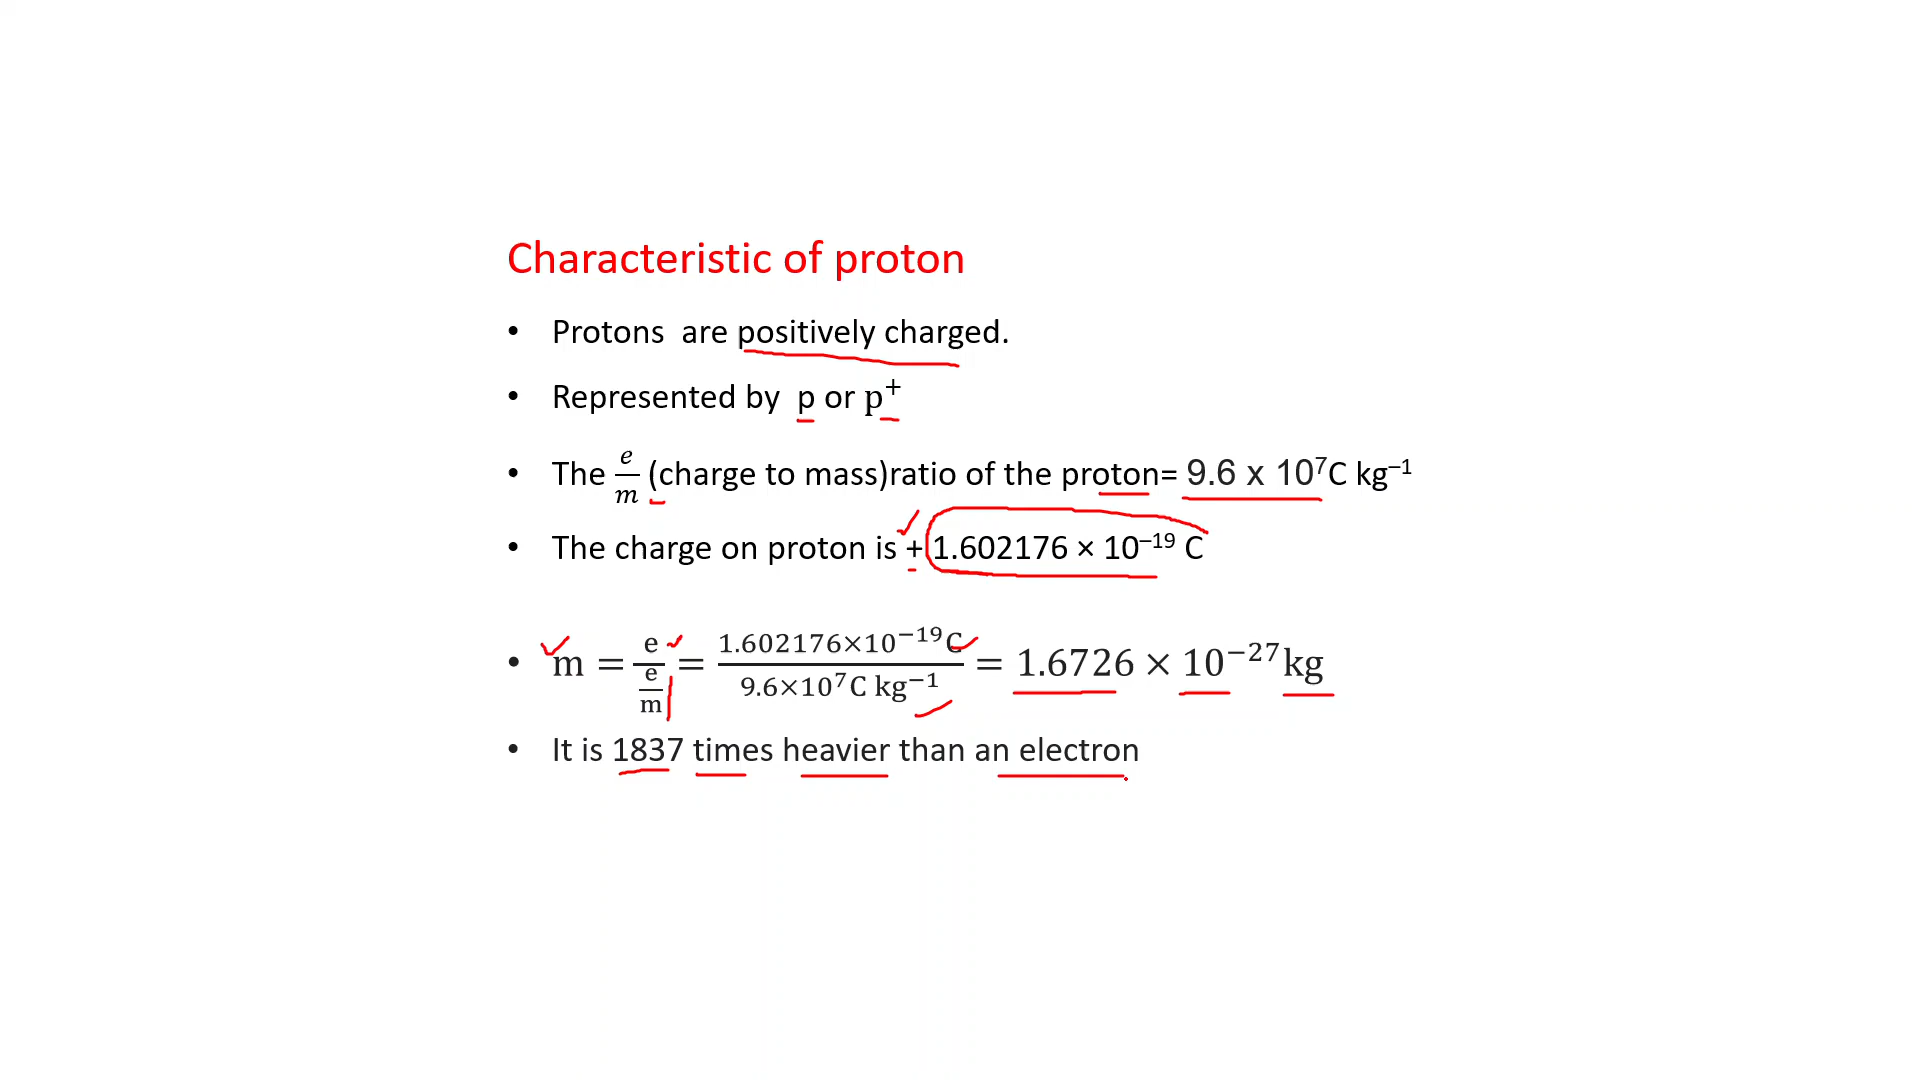 Characteristic of proton
• Protons are positively charged.
• Represented by p or p⁺
• The e/m (charge to mass)ratio of the proton= 9.6 x 10⁷C kg⁻¹
• The charge on proton is + 1.602176 × 10⁻¹⁹ C
• m = e/(e/m) = (1.602176×10⁻¹⁹C)/(9.6×10⁷C kg⁻¹) = 1.6726 × 10⁻²⁷kg
• It is 1837 times heavier than an electron